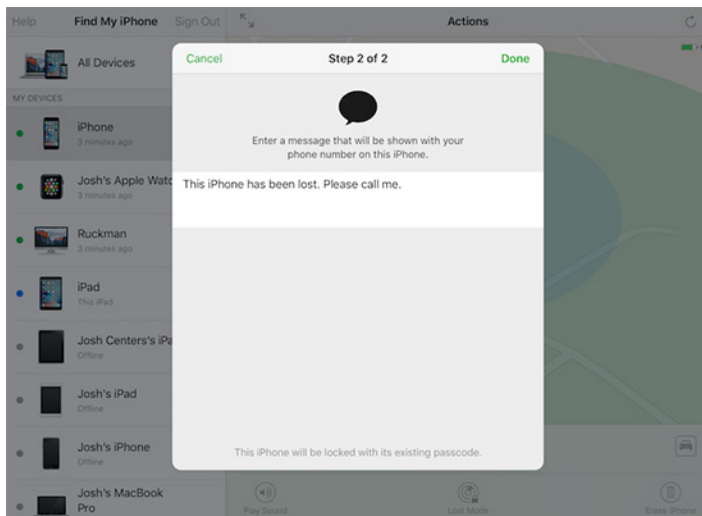 Help Find My iPhone Sign Out Actions
All Devices
MY DEVICES
iPhone
3 minutes ago
Josh's Apple Watc
3 minutes ago
Ruckman
3 minutes ago
iPad
This iPad
Josh Centers's iPa
Offline
Josh's iPad
Offline
Josh's iPhone
Offline
Josh's MacBook
Pro
Cancel Step 2 of 2 Done
Enter a message that will be shown with your
phone number on this iPhone.
This iPhone has been lost. Please call me.
This iPhone will be locked with its existing passcode.
Play Sound Lost Mode Erase iPhone